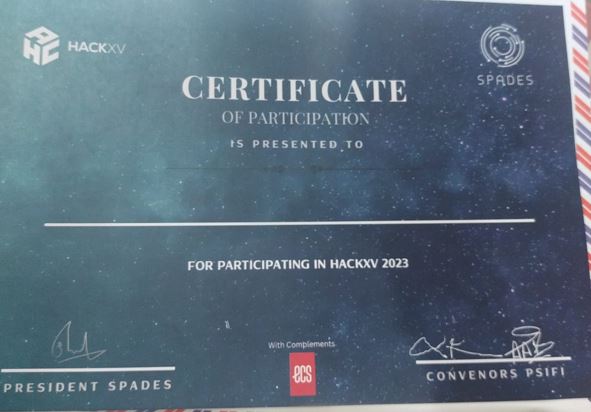 HACKXV
SPADES
CERTIFICATE
OF PARTICIPATION
IS PRESENTED TO
FOR PARTICIPATING IN HACKXV 2023
With Complements
ecs
PRESIDENT SPADES
CONVENORS PSIFI